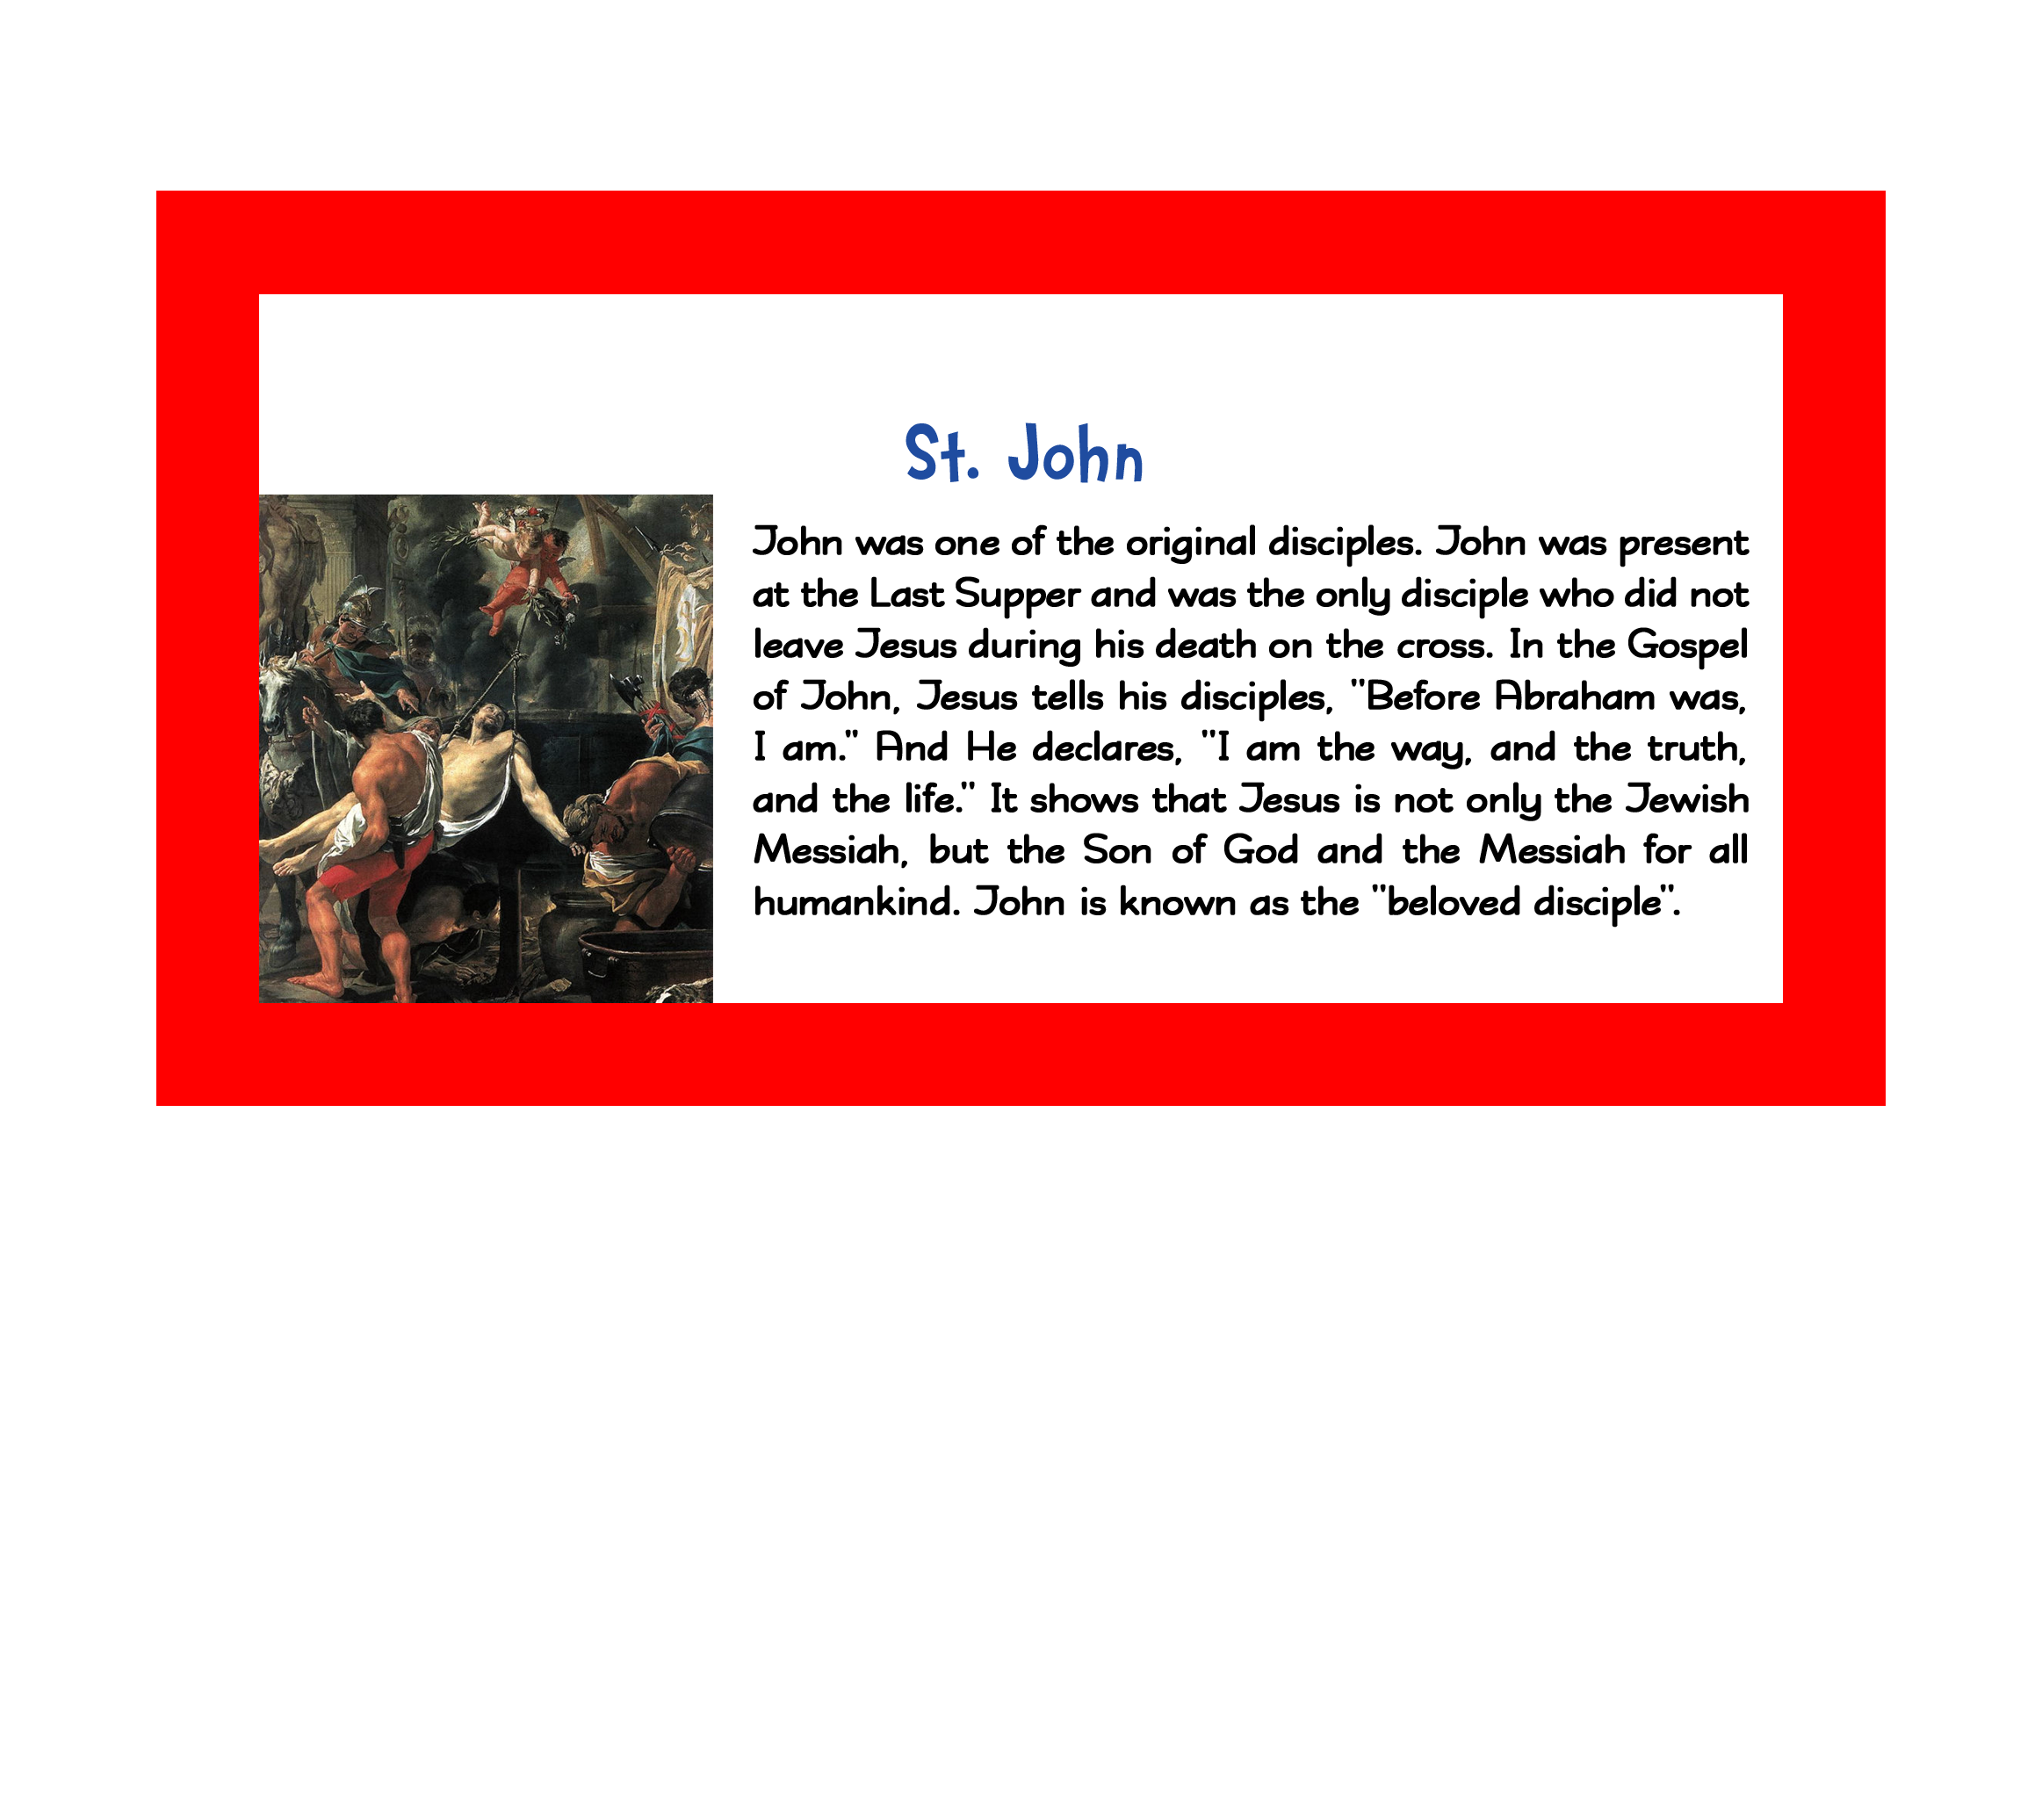 St. John
John was one of the original disciples. John was present
at the Last Supper and was the only disciple who did not
leave Jesus during his death on the cross. In the Gospel
of John, Jesus tells his disciples, "Before Abraham was,
I am." And He declares, "I am the way, and the truth,
and the life." It shows that Jesus is not only the Jewish
Messiah, but the Son of God and the Messiah for all
humankind. John is known as the "beloved disciple".